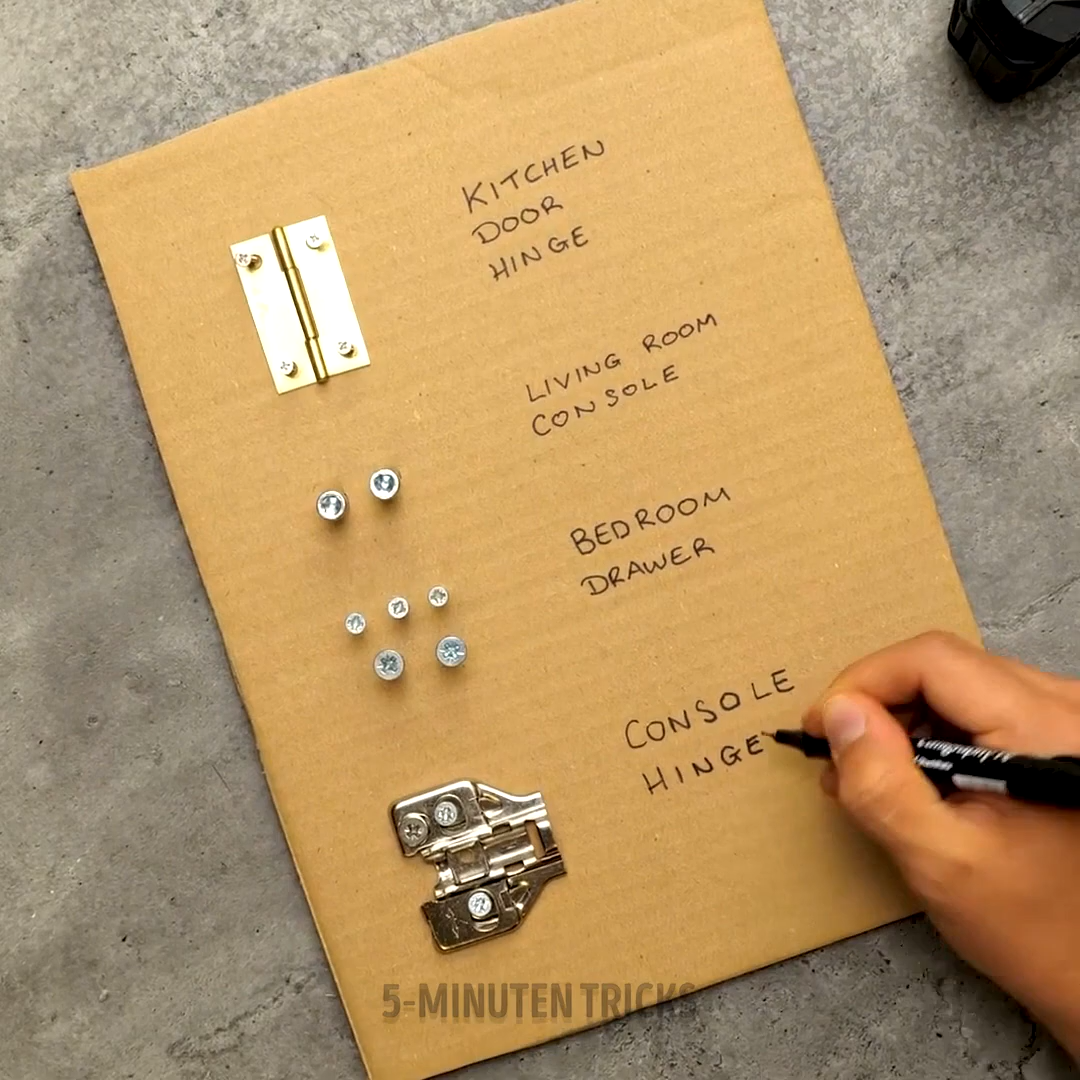 KITCHEN
DOOR
HINGE
LIVING ROOM
CONSOLE
BEDROOM
DRAWER
CONSOLE
HINGE
5-MINUTEN TRICKS